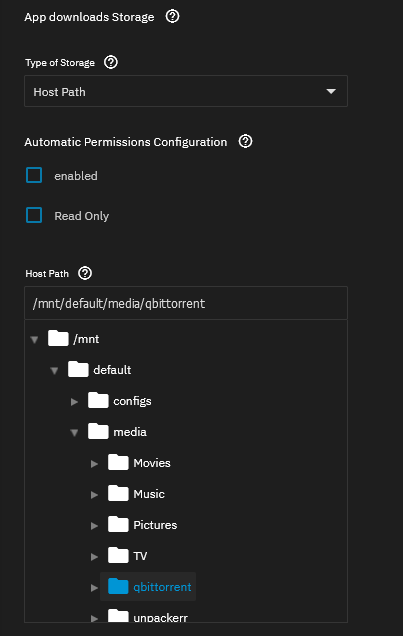 App downloads Storage
Type of Storage
Host Path
Automatic Permissions Configuration
enabled
Read Only
Host Path
/mnt/default/media/qbittorrent
/mnt
default
configs
media
Movies
Music
Pictures
TV
qbittorrent
unpackerr